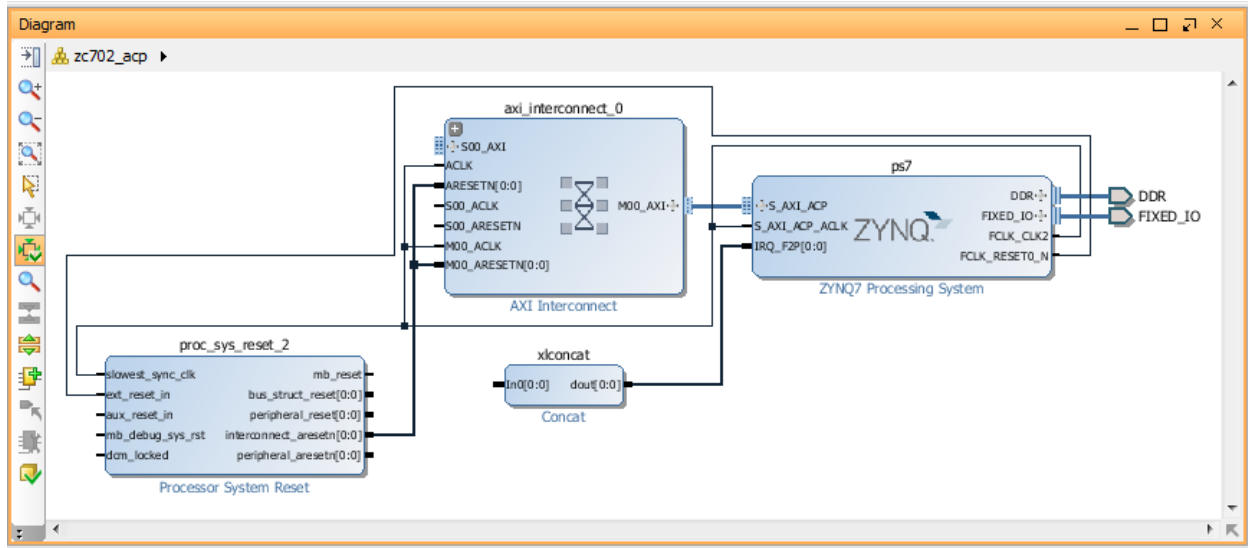 Diagram
zc702_acp
axi_interconnect_0
S00_AXI
ACLK
ARESETN[0:0]
S00_ACLK
S00_ARESETN
M00_ACLK
M00_ARESETN[0:0]
M00_AXI
AXI Interconnect
ps7
S_AXI_ACP
S_AXI_ACP_ACLK
IRQ_F2P[0:0]
ZYNQ
DDR
FIXED_IO
FCLK_CLK2
FCLK_RESET0_N
ZYNQ7 Processing System
DDR
FIXED_IO
proc_sys_reset_2
slowest_sync_clk
ext_reset_in
aux_reset_in
mb_debug_sys_rst
dcm_locked
mb_reset
bus_struct_reset[0:0]
peripheral_reset[0:0]
interconnect_aresetn[0:0]
peripheral_aresetn[0:0]
Processor System Reset
xlconcat
In0[0:0] dout[0:0]
Concat